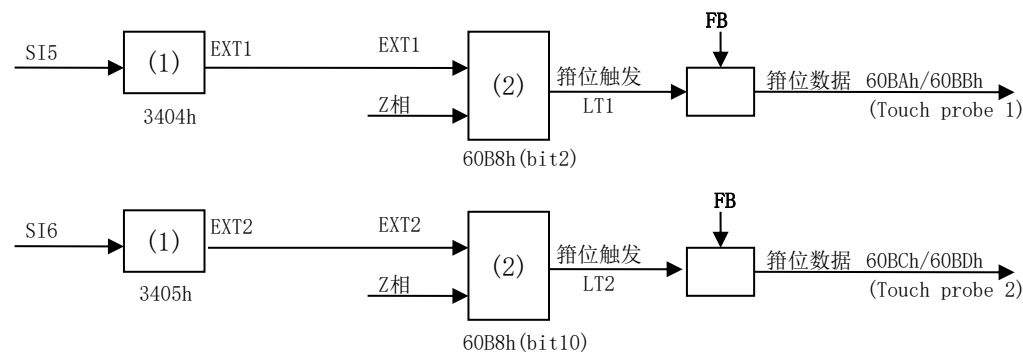 FB
SI5
(1)
EXT1
EXT1
(2)
箝位触发
箝位数据 60BAh/60BBh
LT1
(Touch probe 1)
Z相
3404h
60B8h(bit2)
FB
SI6
(1)
EXT2
EXT2
(2)
箝位触发
箝位数据 60BCh/60BDh
LT2
(Touch probe 2)
Z相
3405h
60B8h(bit10)